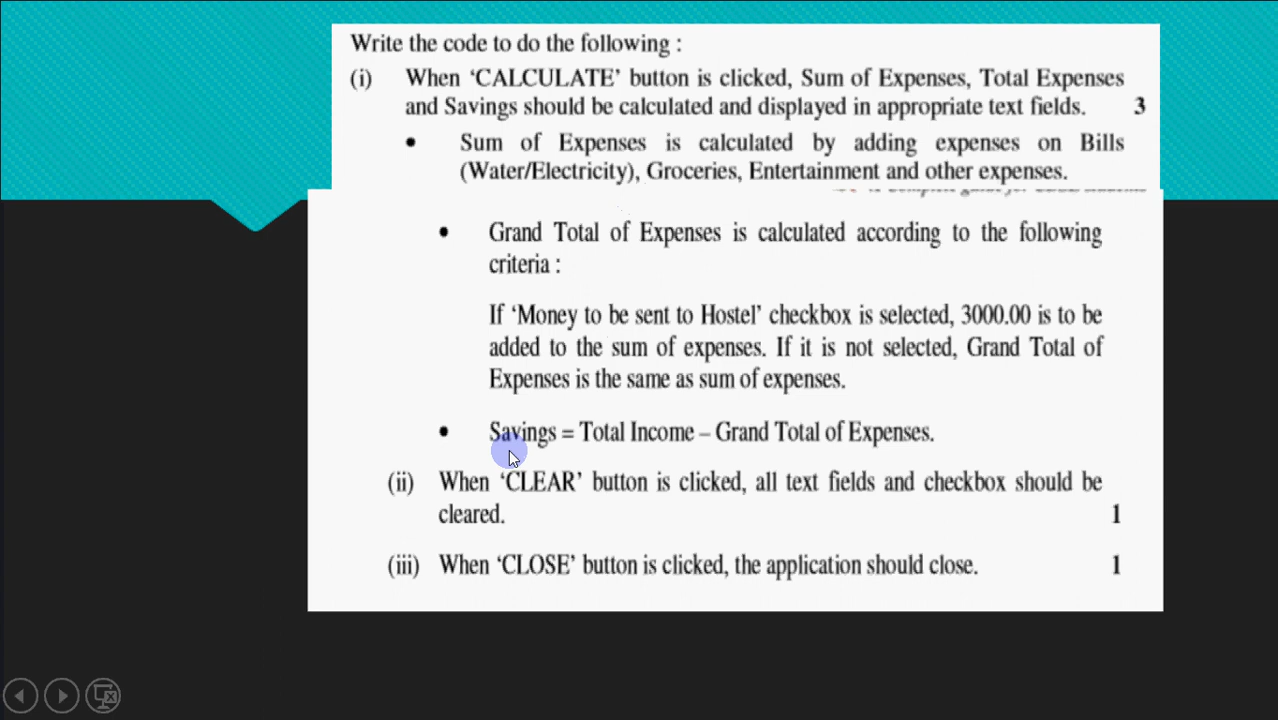 Write the code to do the following :
(i) When ‘CALCULATE’ button is clicked, Sum of Expenses, Total Expenses
and Savings should be calculated and displayed in appropriate text fields. 3
• Sum of Expenses is calculated by adding expenses on Bills
(Water/Electricity), Groceries, Entertainment and other expenses.
• Grand Total of Expenses is calculated according to the following
criteria :
If ‘Money to be sent to Hostel’ checkbox is selected, 3000.00 is to be
added to the sum of expenses. If it is not selected, Grand Total of
Expenses is the same as sum of expenses.
• Savings = Total Income – Grand Total of Expenses.
(ii) When ‘CLEAR’ button is clicked, all text fields and checkbox should be
cleared. 1
(iii) When ‘CLOSE’ button is clicked, the application should close. 1